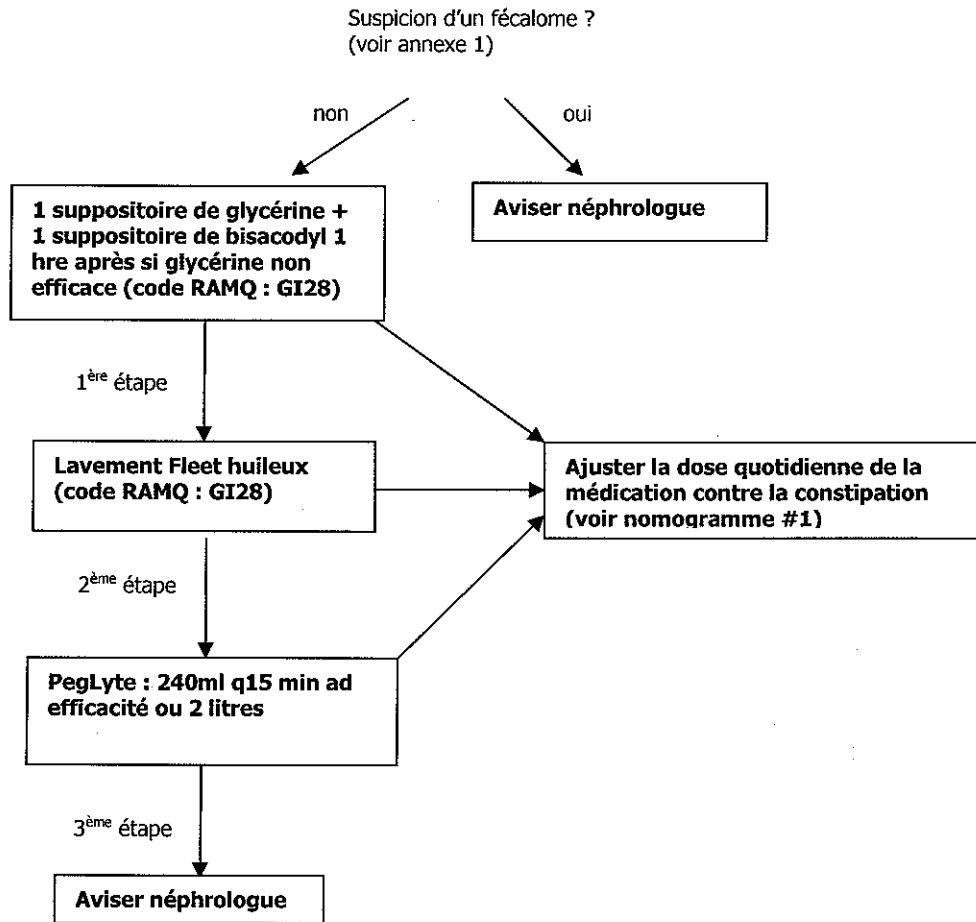 Suspicion d'un fécalome ?
(voir annexe 1)
non
oui
1 suppositoire de glycérine +
1 suppositoire de bisacodyl 1
hre après si glycérine non
efficace (code RAMQ : GI28)
Aviser néphrologue
1ère étape
Lavement Fleet huileux
(code RAMQ : GI28)
Ajuster la dose quotidienne de la
médication contre la constipation
(voir nomogramme #1)
2ème étape
PegLyte : 240ml q15 min ad
efficacité ou 2 litres
3ème étape
Aviser néphrologue